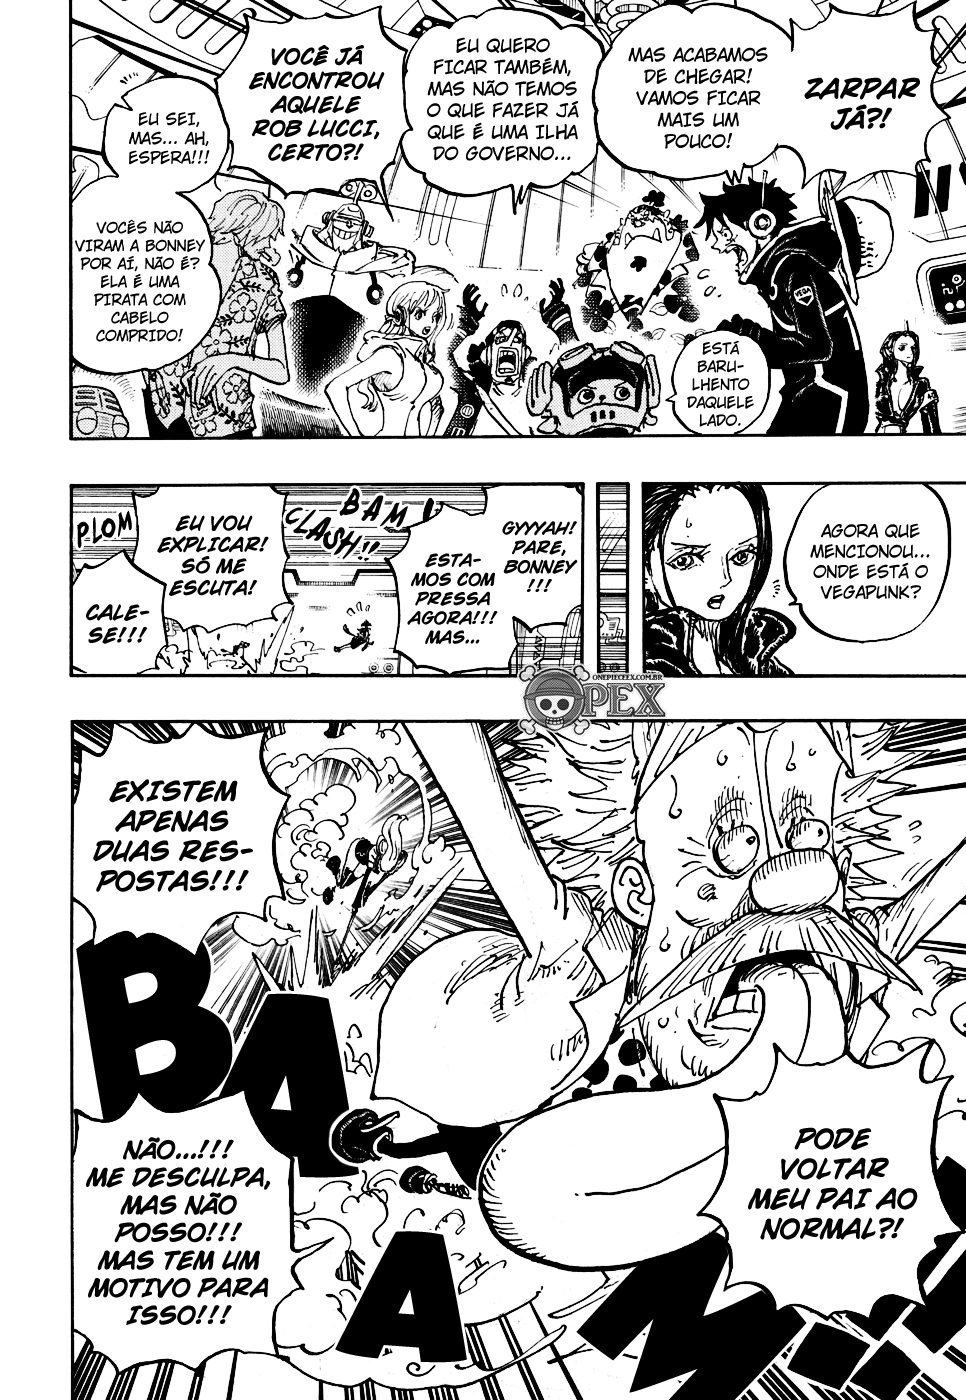 ZARPAR
JÁ?!
MAS ACABAMOS
DE CHEGAR!
VAMOS FICAR
MAIS UM
POUCO!
EU QUERO
FICAR TAMBÉM,
MAS NÃO TEMOS
O QUE FAZER JÁ
QUE É UMA ILHA
DO GOVERNO...
VOCÊ JÁ
ENCONTROU
AQUELE
ROB LUCCI,
CERTO?!
EU SEI,
MAS... AH,
ESPERA!!!
VOCÊS NÃO
VIRAM A BONNEY
POR AÍ, NÃO É?
ELA É UMA
PIRATA COM
CABELO
COMPRIDO!
ESTÁ
BARU-
LHENTO
DAQUELE
LADO.
VEGA
AGORA QUE
MENCIONOU...
ONDE ESTÁ O
VEGAPUNK?
GYYYAH!
PARE,
BONNEY
!!!
ESTA-
MOS COM
PRESSA
AGORA!!!
MAS...
BAM!
CLASH!!
EU VOU
EXPLICAR!
SÓ ME
ESCUTA!
PLOM
CALE-
SE!!!
ONEPIECEEX.COM.BR
OPEX
EXISTEM
APENAS
DUAS RES-
POSTAS!!!
PODE
VOLTAR
MEU PAI AO
NORMAL?!
NÃO...!!!
ME DESCULPA,
MAS NÃO
POSSO!!!
MAS TEM UM
MOTIVO PARA
ISSO!!!
BAAAM!!!